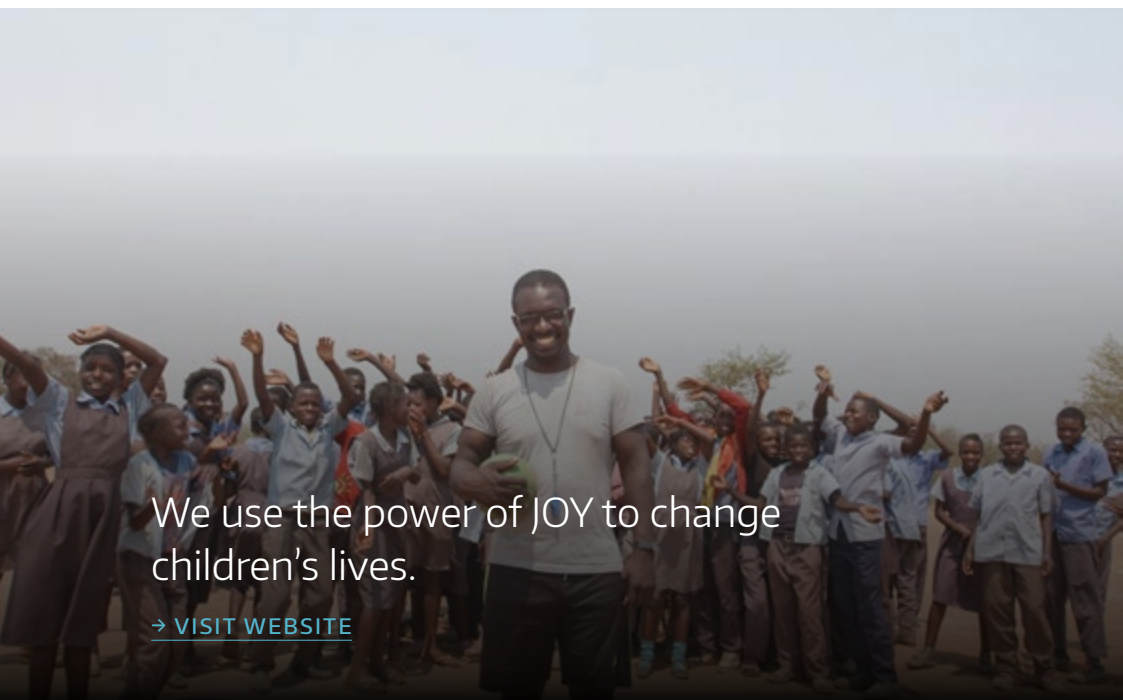 We use the power of JOY to change
children's lives.
→ VISIT WEBSITE